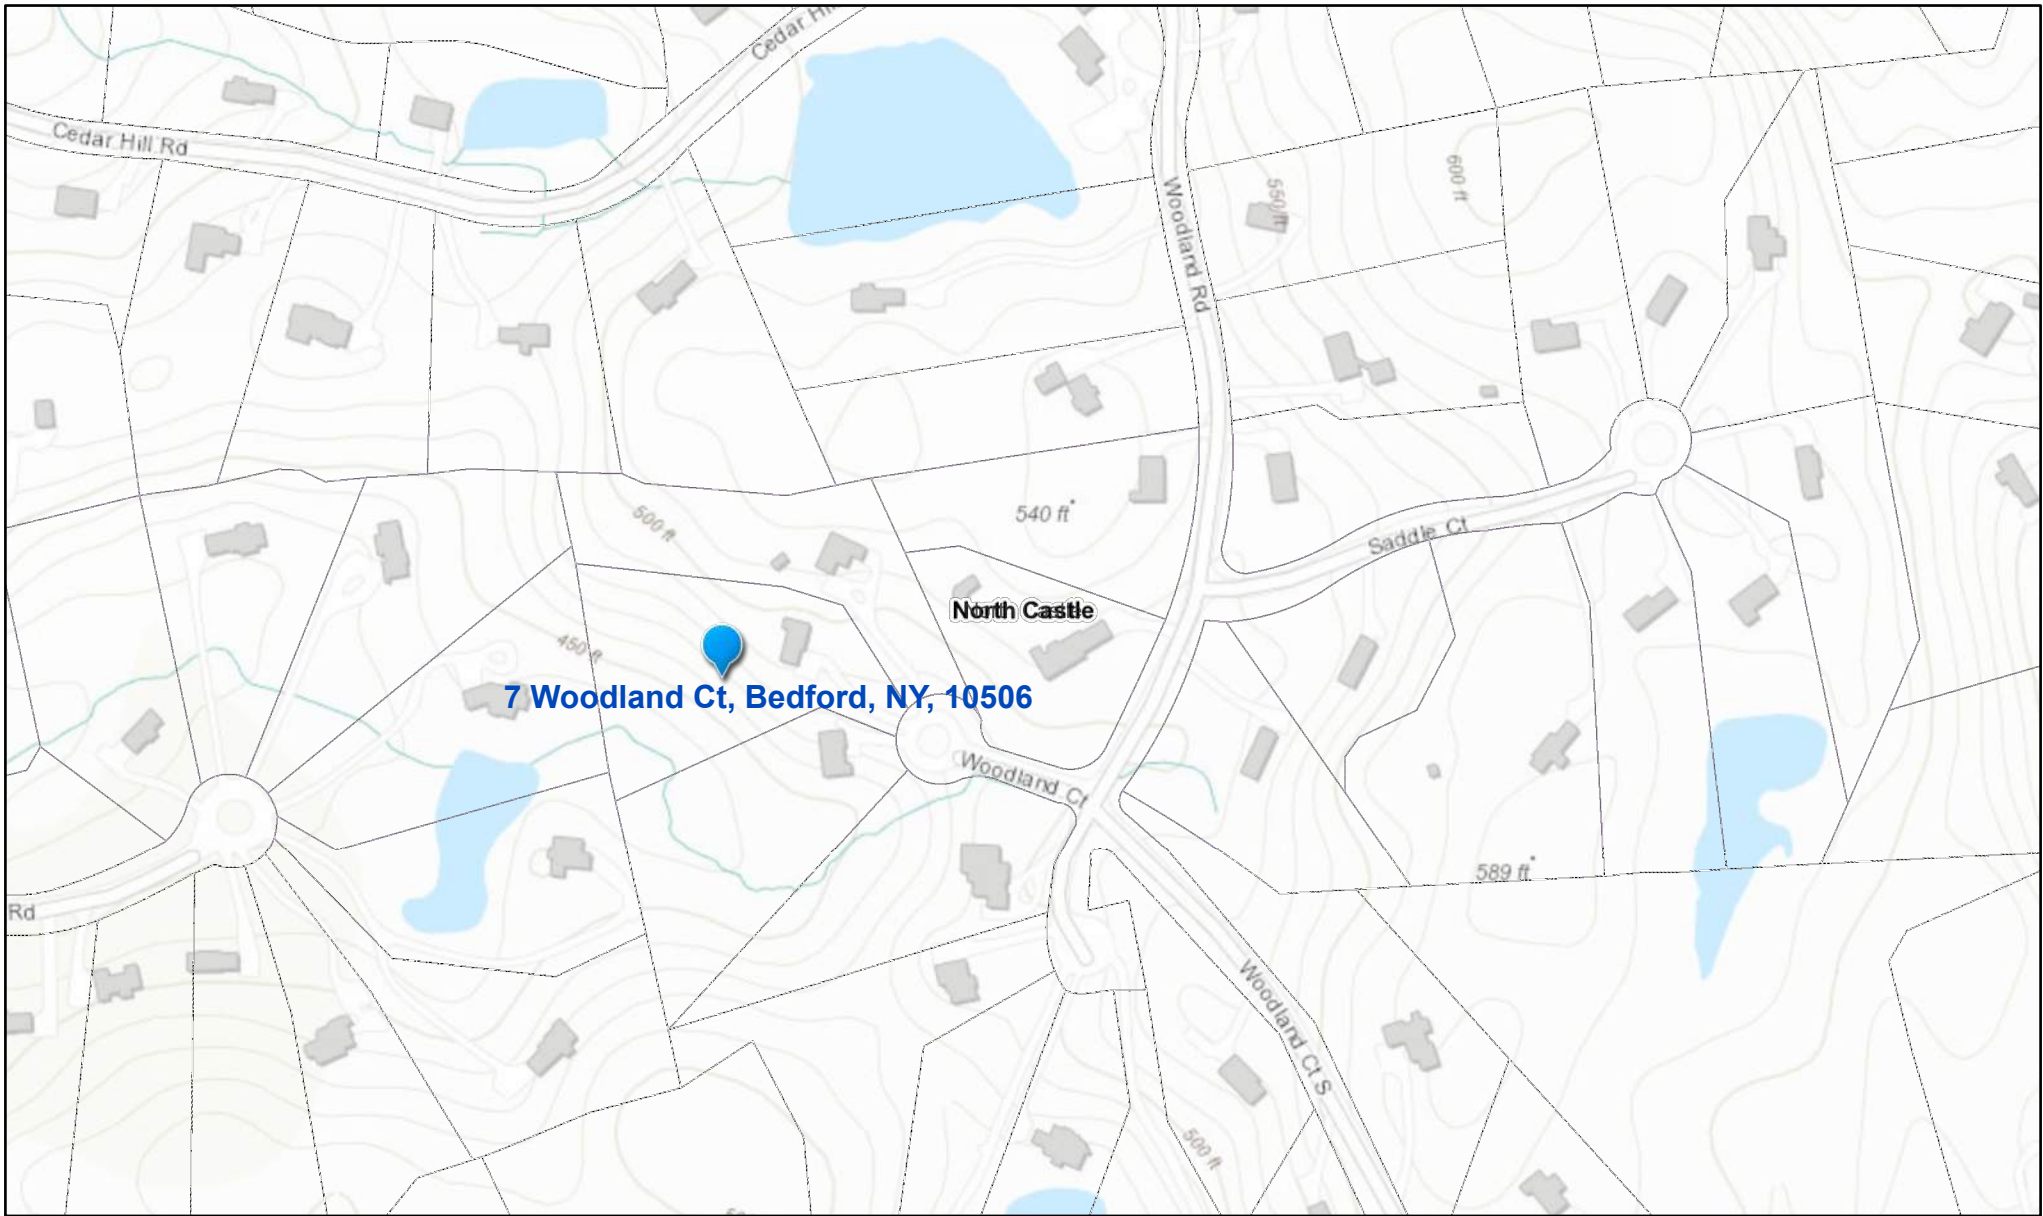 Cedar Hi
Cedar Hill Rd
Woodland Rd
550 ft
600 ft
500 ft
540 ft
Saddle Ct
North Castle
450 ft
7 Woodland Ct, Bedford, NY, 10506
Woodland Ct
589 ft
Rd
Woodland Ct S
500 ft